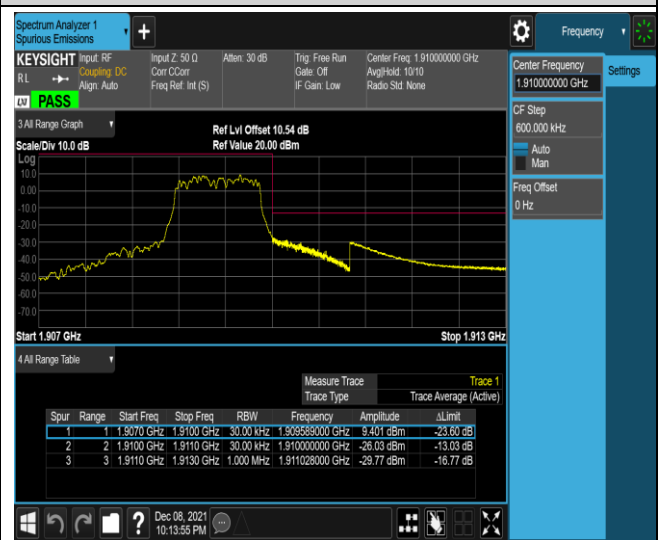 Spectrum Analyzer 1
Spurious Emissions
Frequency
KEYSIGHT
RL
Input: RF
Coupling: DC
Align: Auto
Input Z: 50 Ω
Corr CCorr
Freq Ref: Int (S)
Atten: 30 dB
Trig: Free Run
Gate: Off
IF Gain: Low
Center Freq: 1.910000000 GHz
Avg|Hold: 10/10
Radio Std: None
PASS
Center Frequency
1.910000000 GHz
Settings
CF Step
600.000 kHz
Auto
Man
Freq Offset
0 Hz
3 All Range Graph
Scale/Div 10.0 dB
Ref Lvl Offset 10.54 dB
Ref Value 20.00 dBm
Log
10.0
0.00
-10.0
-20.0
-30.0
-40.0
-50.0
-60.0
-70.0
Start 1.907 GHz
Stop 1.913 GHz
4 All Range Table
Measure Trace Trace 1
Trace Type Trace Average (Active)
Spur Range Start Freq Stop Freq RBW Frequency Amplitude ΔLimit
1 1 1.9070 GHz 1.9100 GHz 30.00 kHz 1.909589000 GHz 9.401 dBm -23.60 dB
2 2 1.9100 GHz 1.9110 GHz 30.00 kHz 1.910000000 GHz -26.03 dBm -13.03 dB
3 3 1.9110 GHz 1.9130 GHz 1.000 MHz 1.911028000 GHz -29.77 dBm -16.77 dB
Dec 08, 2021
10:13:55 PM